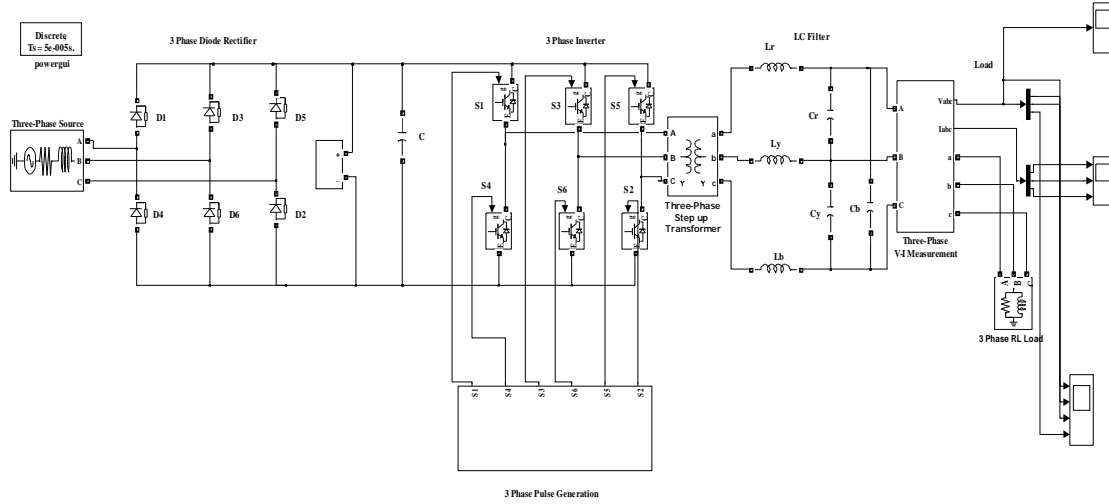 Discrete,
Ts = 5e-005s.
powergui
3 Phase Diode Rectifier
3 Phase Inverter
LC Filter
Load
Three-Phase Source
A
B
C
D1
D3
D5
D4
D6
D2
+
-
C
S1
S3
S5
S4
S6
S2
C
E
C
E
C
E
C
E
C
E
C
E
A
B
C
a
b
c
Y
Y
Three-Phase
Step up
Transformer
Lr
Ly
Lb
Cr
Cy
Cb
A
B
C
Vabc
Iabc
a
b
c
Three-Phase
V-I Measurement
A
B
C
3 Phase RL Load
S1
S4
S3
S6
S5
S2
3 Phase Pulse Generation